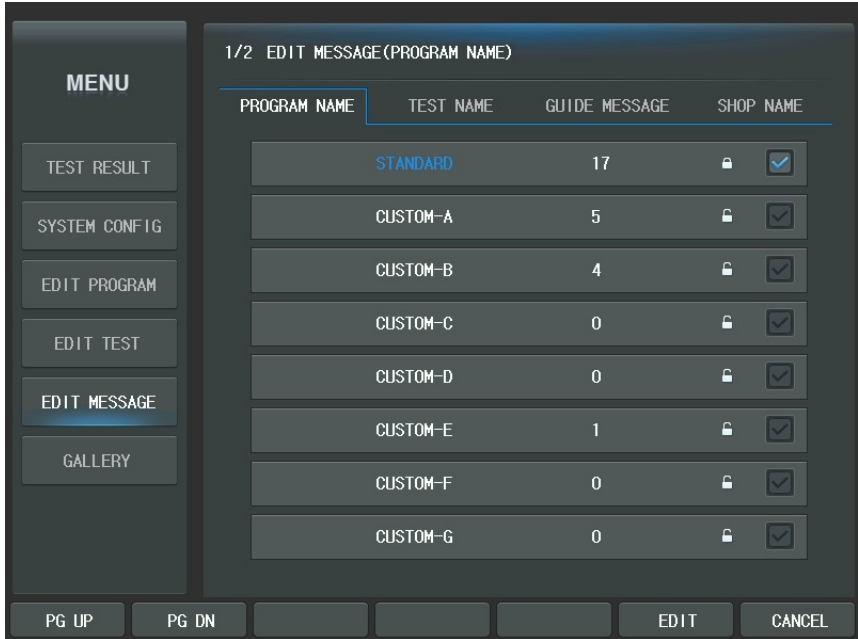 MENU
TEST RESULT
SYSTEM CONFIG
EDIT PROGRAM
EDIT TEST
EDIT MESSAGE
GALLERY
1/2 EDIT MESSAGE(PROGRAM NAME)
PROGRAM NAME TEST NAME GUIDE MESSAGE SHOP NAME
STANDARD 17
CUSTOM-A 5
CUSTOM-B 4
CUSTOM-C 0
CUSTOM-D 0
CUSTOM-E 1
CUSTOM-F 0
CUSTOM-G 0
PG UP PG DN EDIT CANCEL